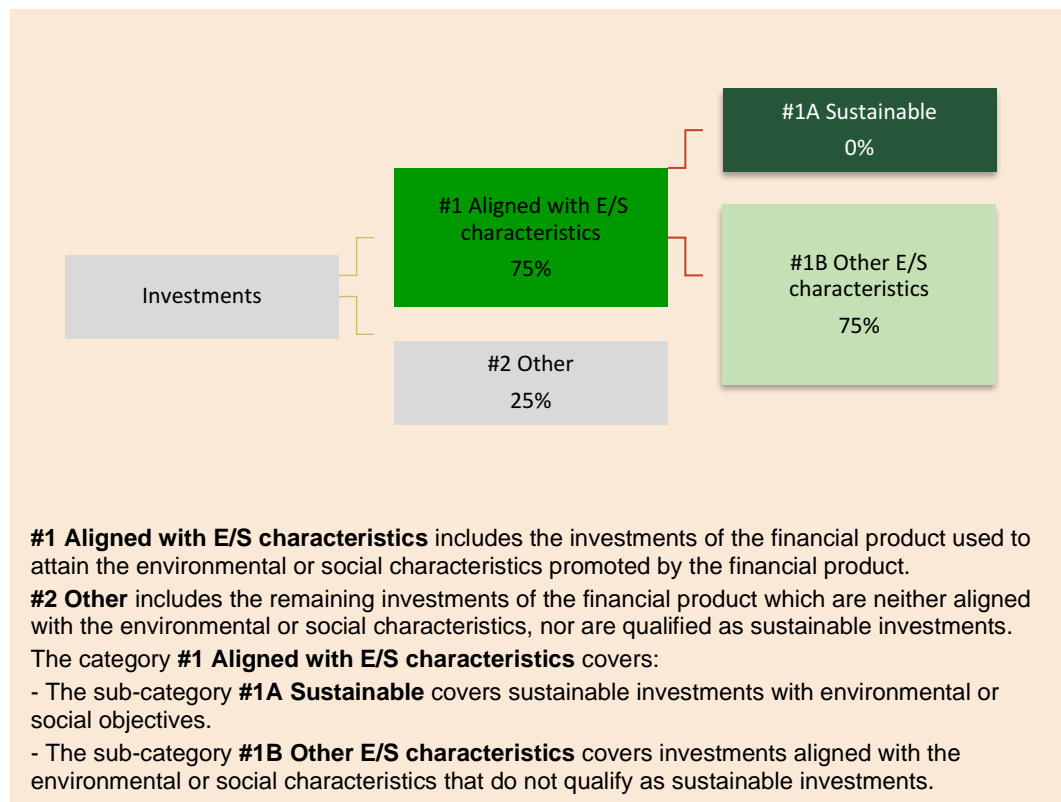 Investments
#1 Aligned with E/S
characteristics
75%
#2 Other
25%
#1A Sustainable
0%
#1B Other E/S
characteristics
75%
#1 Aligned with E/S characteristics includes the investments of the financial product used to
attain the environmental or social characteristics promoted by the financial product.
#2 Other includes the remaining investments of the financial product which are neither aligned
with the environmental or social characteristics, nor are qualified as sustainable investments.
The category #1 Aligned with E/S characteristics covers:
- The sub-category #1A Sustainable covers sustainable investments with environmental or
social objectives.
- The sub-category #1B Other E/S characteristics covers investments aligned with the
environmental or social characteristics that do not qualify as sustainable investments.